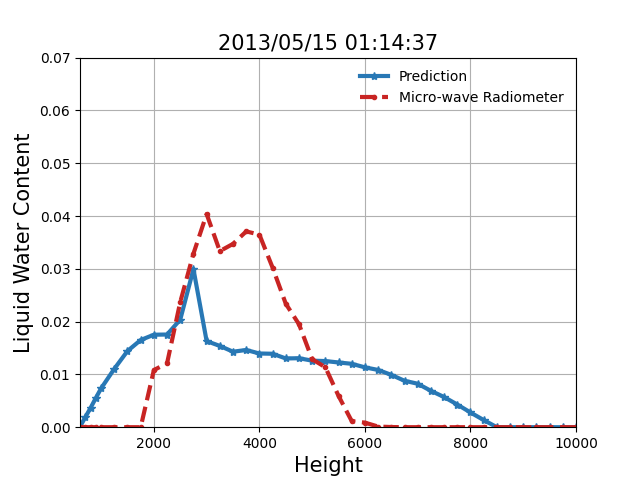 2013/05/15 01:14:37
Prediction
Micro-wave Radiometer
Liquid Water Content
0.07
0.06
0.05
0.04
0.03
0.02
0.01
0.00
2000 4000 6000 8000 10000
Height